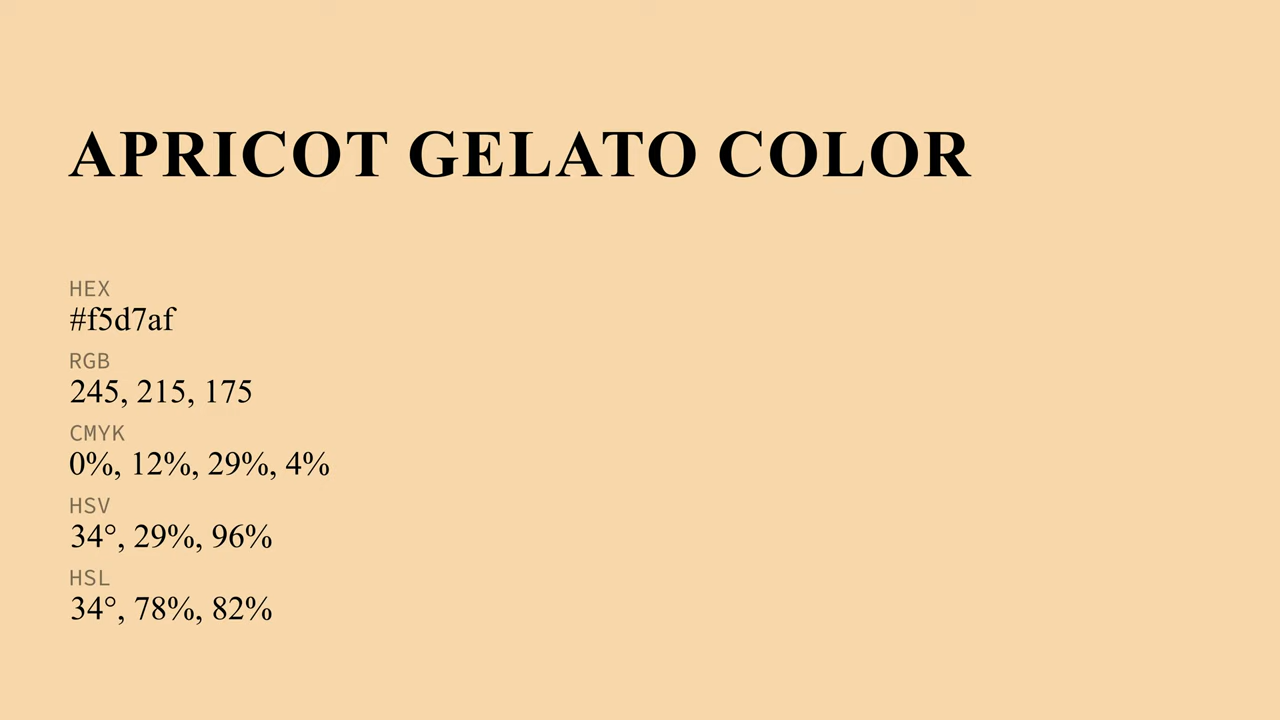 APRICOT GELATO COLOR
HEX
#f5d7af
RGB
245, 215, 175
CMYK
0%, 12%, 29%, 4%
HSV
34°, 29%, 96%
HSL
34°, 78%, 82%